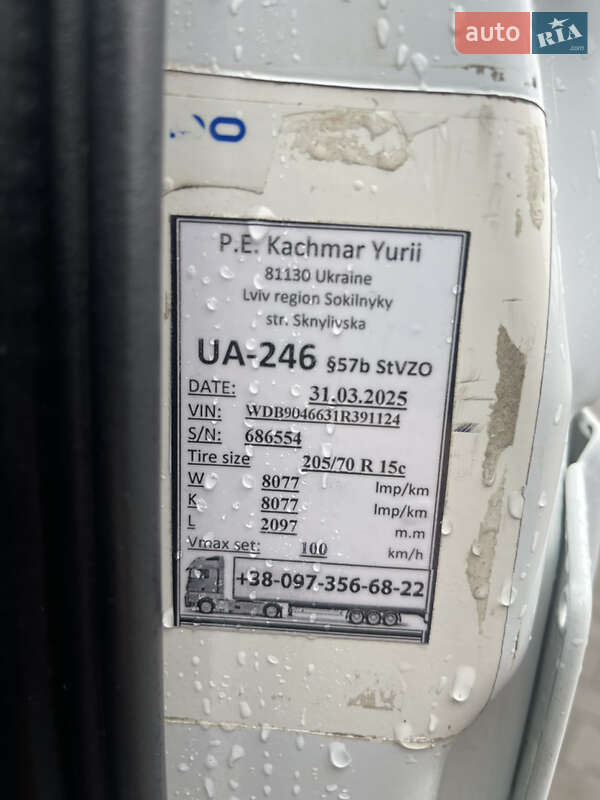 auto RIA.com
DO
P.E. Kachmar Yurii
81130 Ukraine
Lviv region Sokilnyky
str. Sknylivska
UA-246 §57b StVZO
DATE: 31.03.2025
VIN: WDB9046631R391124
S/N: 686554
Tire size 205/70 R 15c
W 8077 Imp/km
K 8077 Imp/km
L 2097 m.m
Vmax set: 100 km/h
+38-097-356-68-22